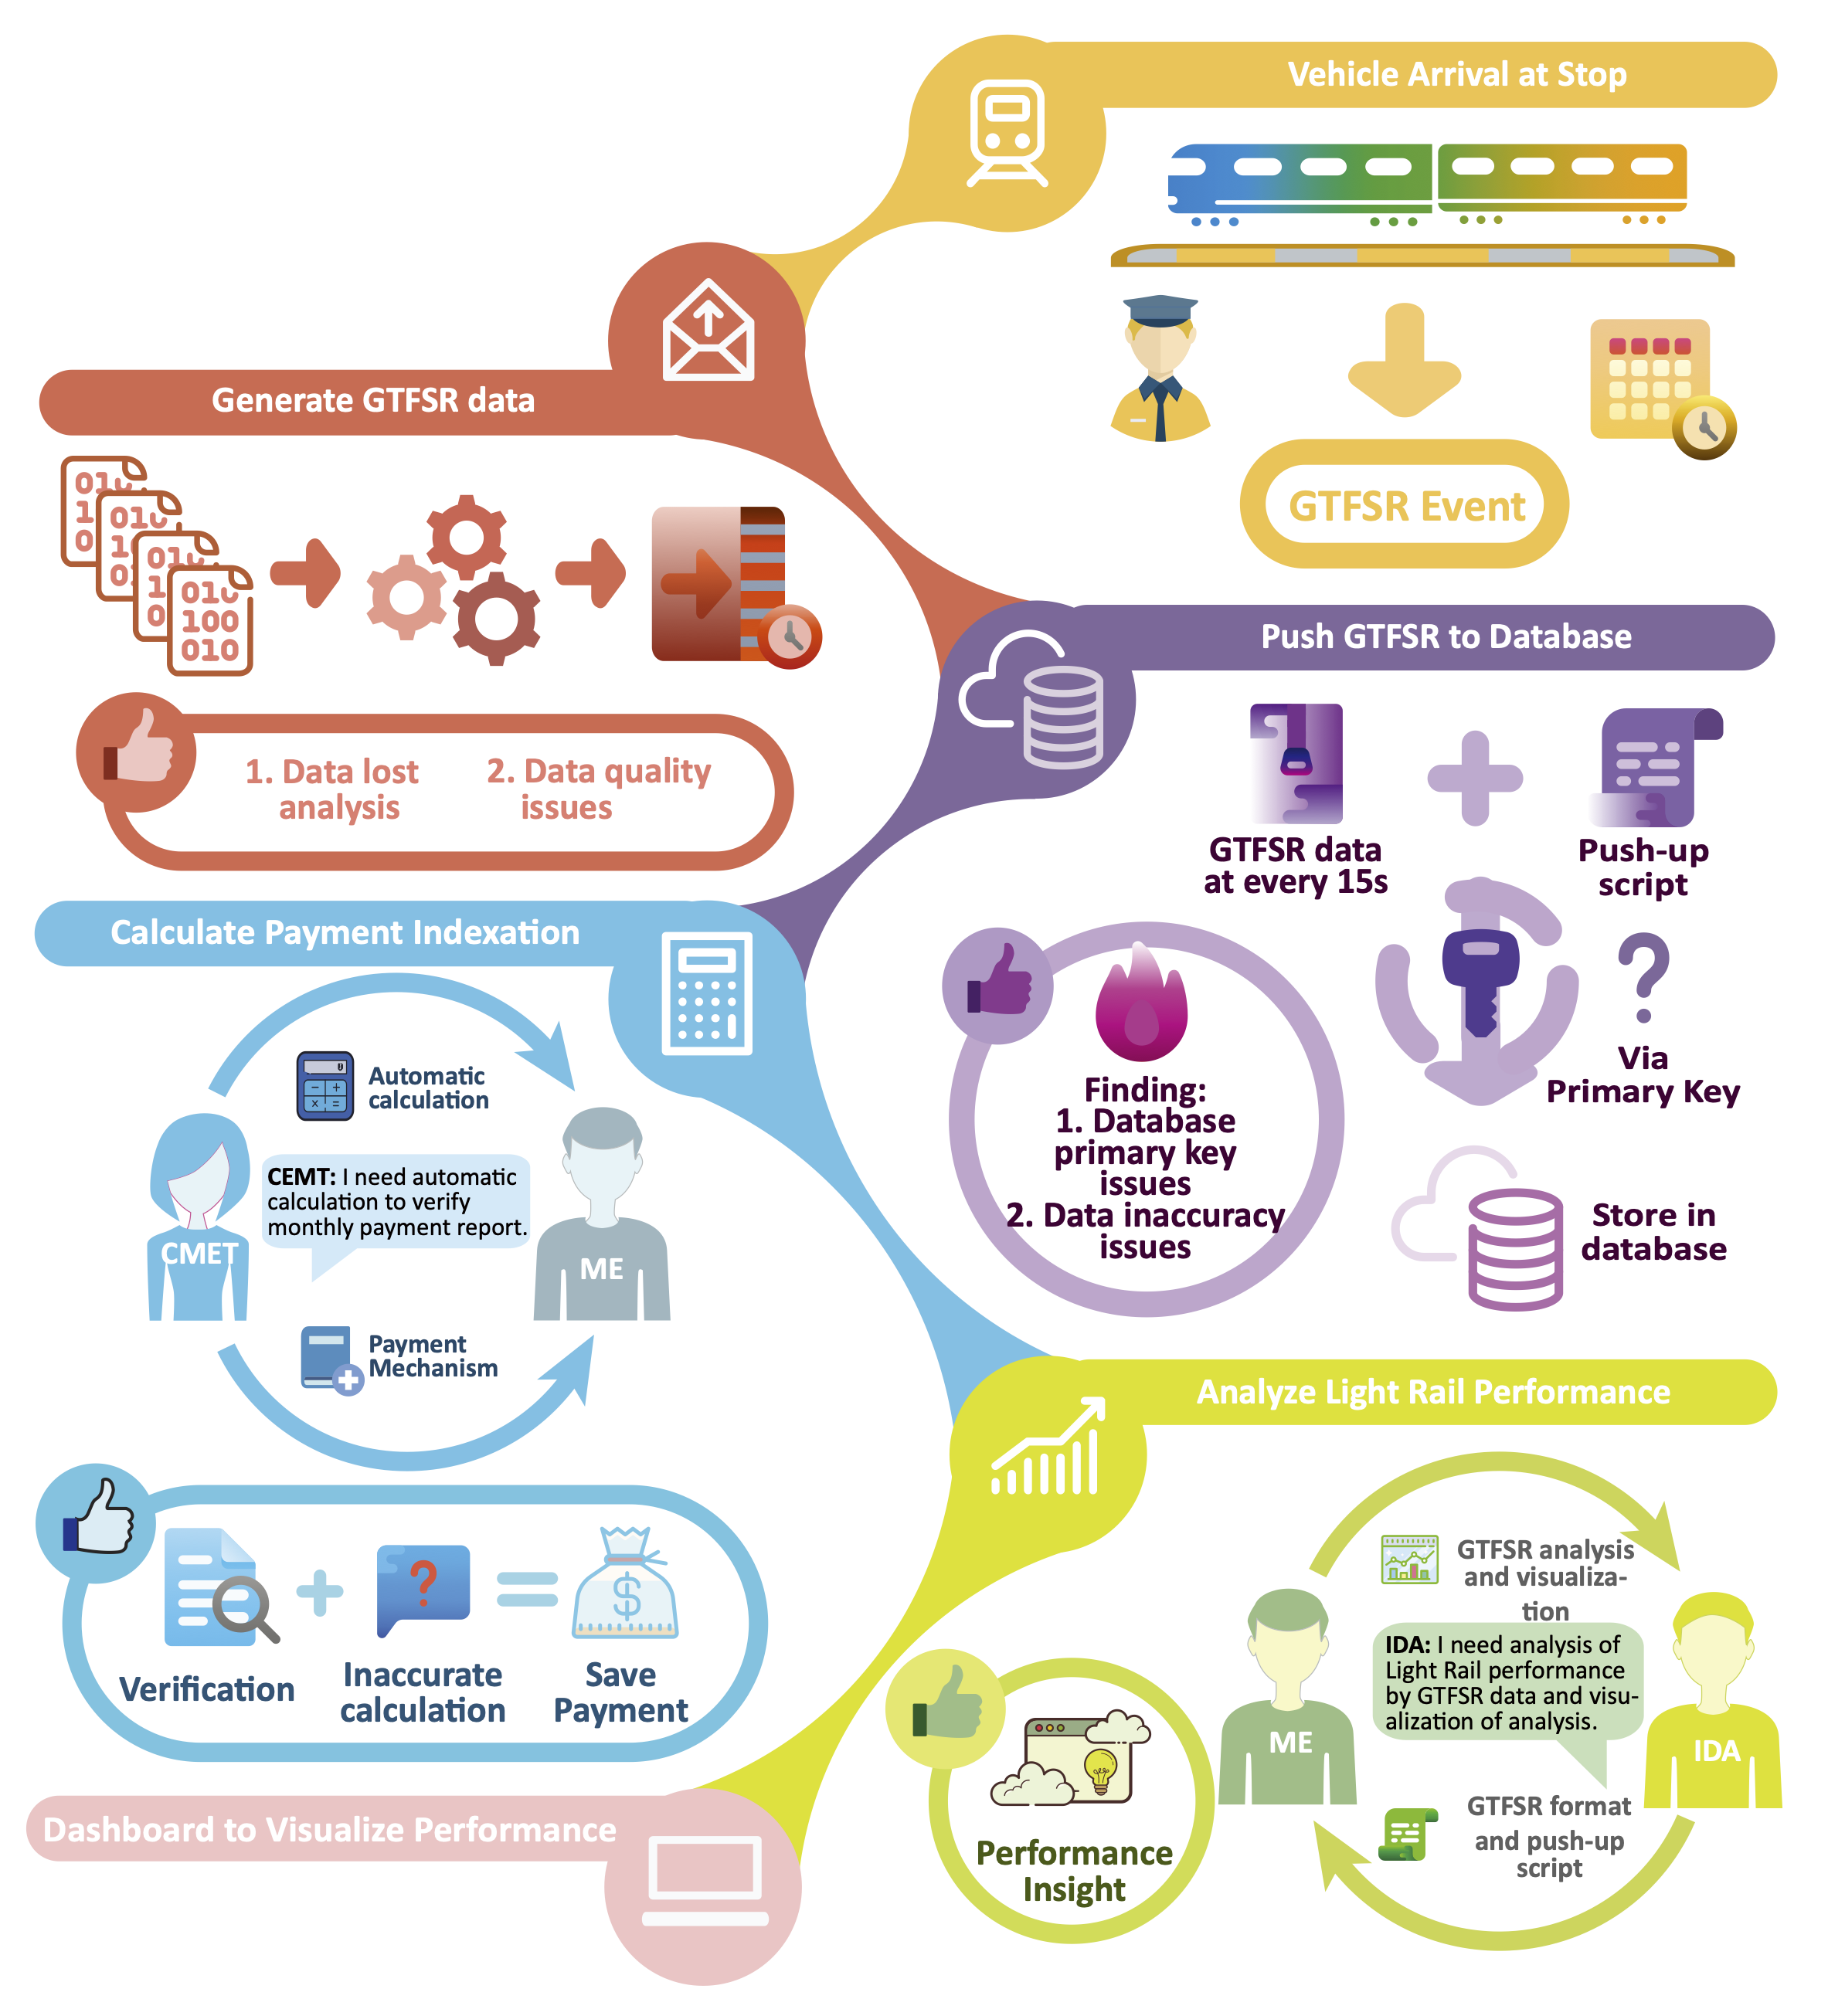 Vehicle Arrival at Stop
GTFSR Event
Generate GTFSR data
010
100
010
1. Data lost
analysis
2. Data quality
issues
Push GTFSR to Database
GTFSR data
at every 15s
Push-up
script
?
Via
Primary Key
Store in
database
Finding:
1. Database
primary key
issues
2. Data inaccuracy
issues
Calculate Payment Indexation
Automatic
calculation
CEMT: I need automatic
calculation to verify
monthly payment report.
CMET
ME
Payment
Mechanism
Verification
+
?
Inaccurate
calculation
=
$
Save
Payment
Analyze Light Rail Performance
GTFSR analysis
and visualiza-
tion
IDA: I need analysis of
Light Rail performance
by GTFSR data and visu-
alization of analysis.
ME
IDA
GTFSR format
and push-up
script
Performance
Insight
Dashboard to Visualize Performance